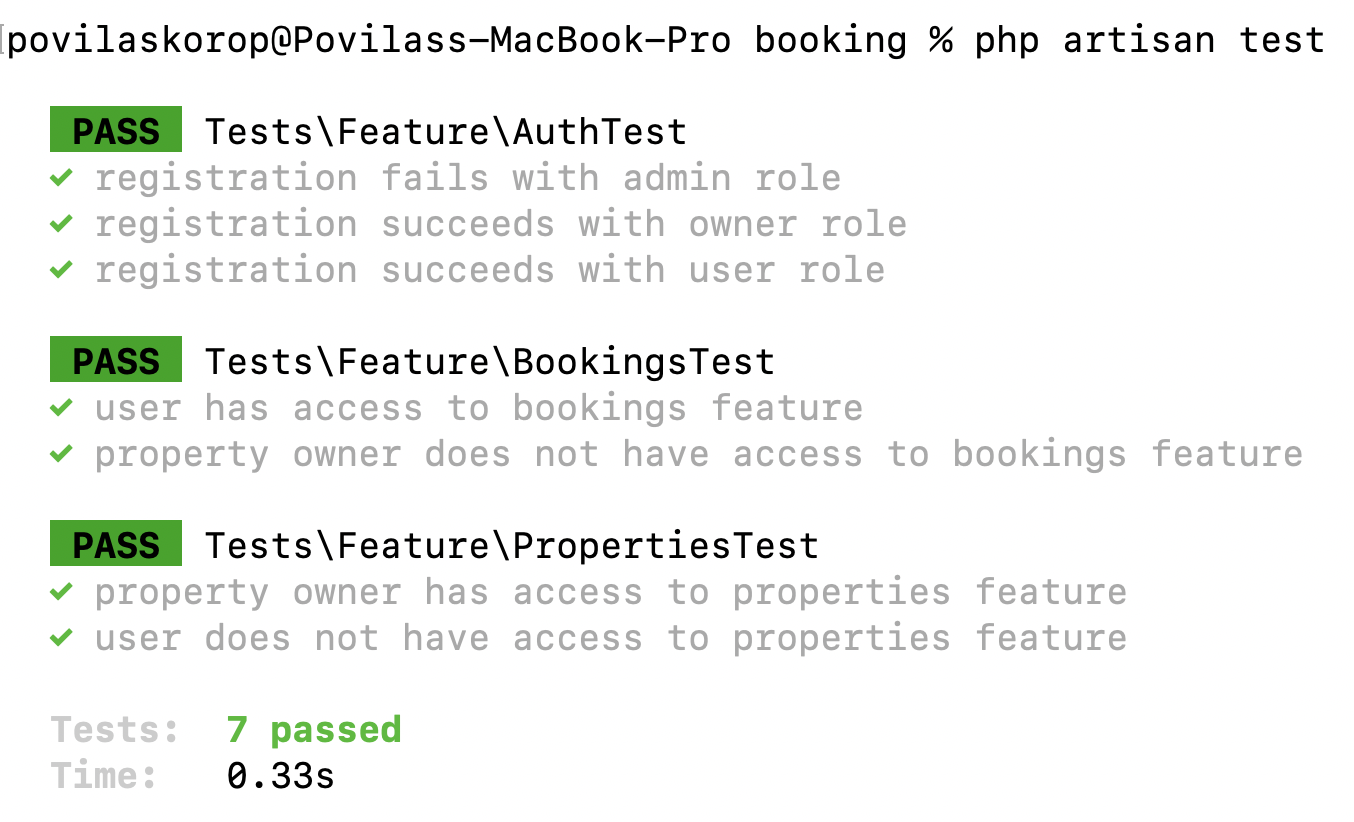 povilaskorop@Povilass-MacBook-Pro booking % php artisan test
PASS Tests\Feature\AuthTest
✓ registration fails with admin role
✓ registration succeeds with owner role
✓ registration succeeds with user role
PASS Tests\Feature\BookingsTest
✓ user has access to bookings feature
✓ property owner does not have access to bookings feature
PASS Tests\Feature\PropertiesTest
✓ property owner has access to properties feature
✓ user does not have access to properties feature
Tests: 7 passed
Time: 0.33s